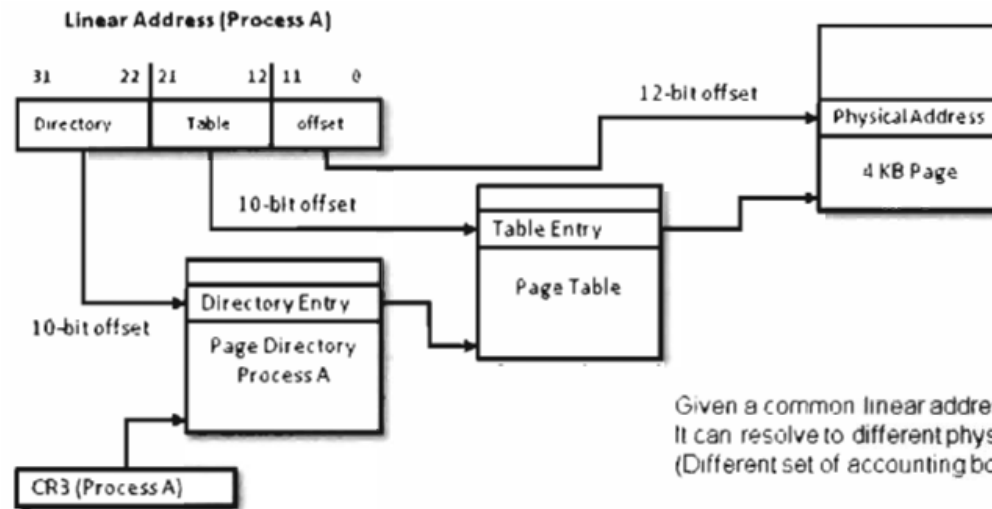 Linear Address (Process A)
31 22 21 12 11 0
Directory Table offset
12-bit offset
Physical Address
4 KB Page
10-bit offset
Table Entry
Page Table
Directory Entry
10-bit offset
Page Directory
Process A
CR3 (Process A)
Given a common linear addre
It can resolve to different phys
(Different set of accounting bo